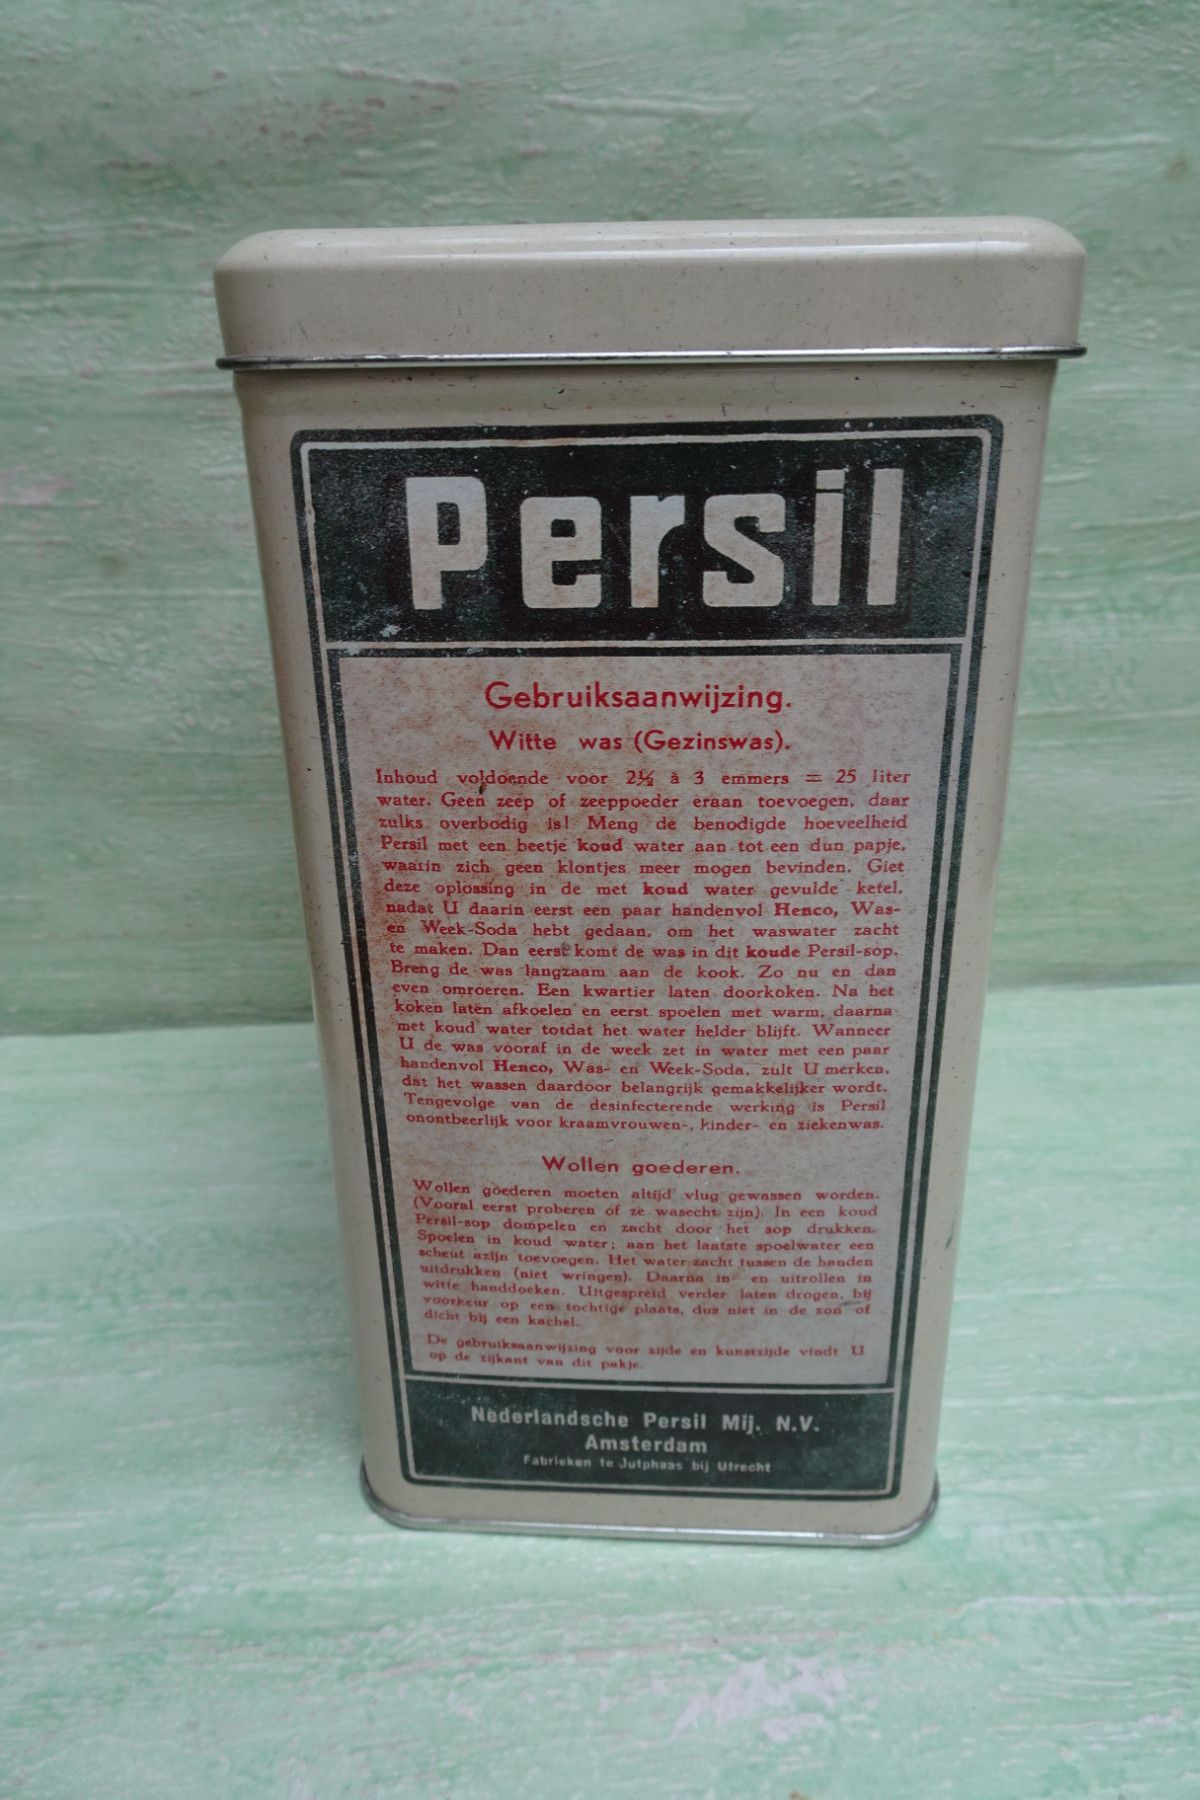 Persil
Gebruiksaanwijzing.
Witte was (Gezinswas).
Inhoud voldoende voor 2½ à 3 emmers = 25 liter
water. Geen zeep of zeeppoeder eraan toevoegen, daar
zulks overbodig is! Meng de benodigde hoeveelheid
Persil met een beetje koud water aan tot een dun papje,
waarin zich geen klontjes meer mogen bevinden. Giet
deze oplossing in de met koud water gevulde ketel,
nadat U daarin eerst een paar handenvol Henco, Was-
en Week-Soda hebt gedaan, om het waswater zacht
te maken. Dan eerst komt de was in dit koude Persil-sop.
Breng de was langzaam aan de kook. Zo nu en dan
even omroeren. Een kwartier laten doorkoken. Na het
koken laten afkoelen en eerst spoelen met warm, daarna
met koud water totdat het water helder blijft. Wanneer
U de was vooraf in de week zet in water met een paar
handenvol Henco, Was- en Week-Soda, zult U merken,
dat het wassen daardoor belangrijk gemakkelijker wordt.
Tengevolge van de desinfecterende werking is Persil
onontbeerlijk voor kraamvrouwen-, kinder- en ziekenwas.
Wollen goederen.
Wollen goederen moeten altijd vlug gewassen worden.
(Vooral eerst proberen of ze wasecht zijn). In een koud
Persil-sop dompelen en zacht door het sop drukken.
Spoelen in koud water; aan het laatste spoelwater een
scheut azijn toevoegen. Het water zacht tussen de handen
uitdrukken (niet wringen). Daarna in- en uitrollen in
witte handdoeken. Uitgespreid verder laten drogen, bij
voorkeur op een tochtige plaats, dus niet in de zon of
dicht bij een kachel.
De gebruiksaanwijzing voor zijde en kunstzijde vindt U
op de zijkant van dit pakje.
Nederlandsche Persil Mij. N.V.
Amsterdam
Fabrieken te Jutphaas bij Utrecht